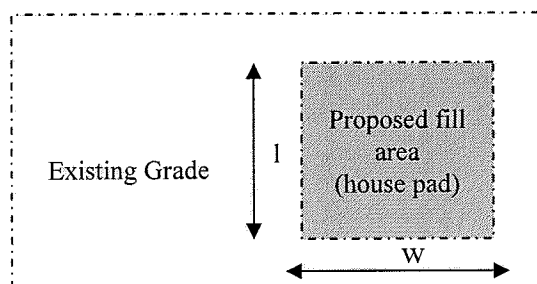 Proposed fill
area
(house pad)
Existing Grade
l
w